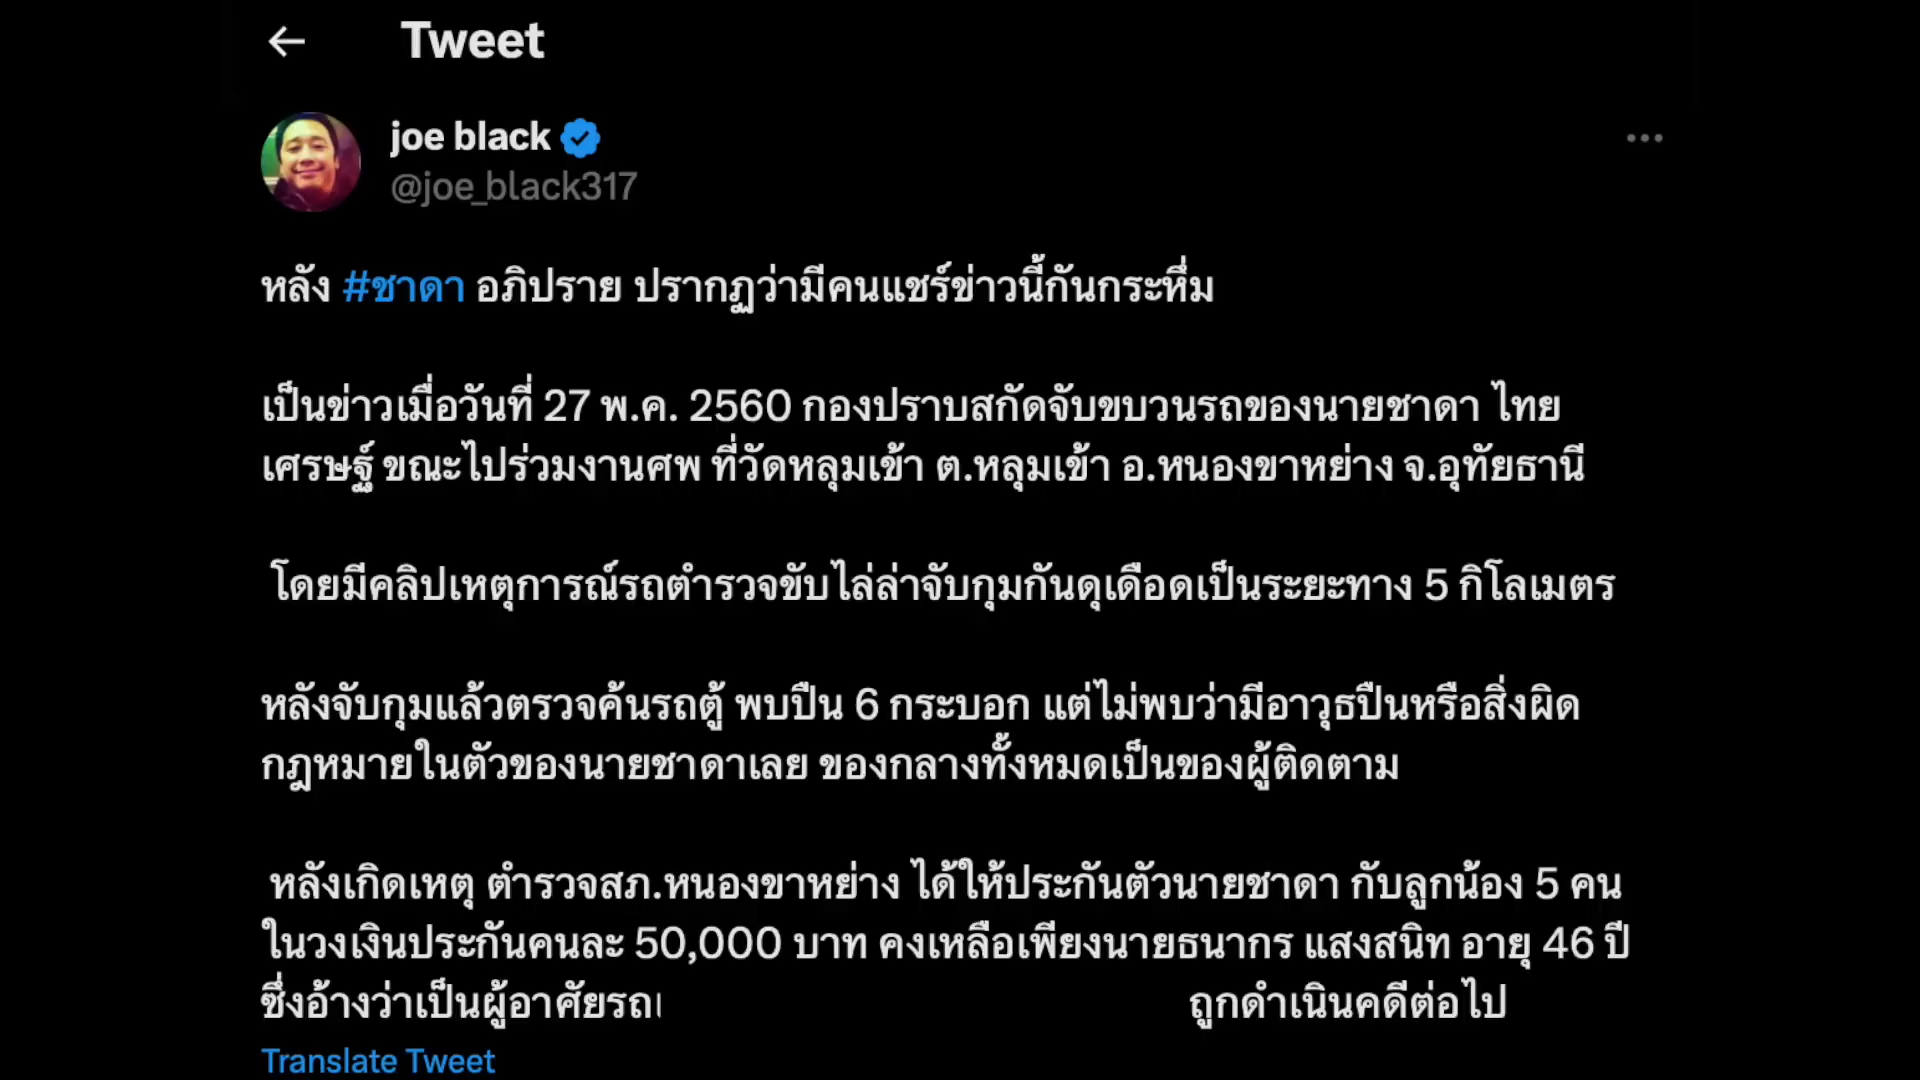 Tweet
joe black
@joe_black317
หลัง #ชาดา อภิปราย ปรากฏว่ามีคนแชร์ข่าวนี้กันกระหึ่ม
เป็นข่าวเมื่อวันที่ 27 พ.ค. 2560 กองปราบสกัดจับขบวนรถของนายชาดา ไทย
เศรษฐ์ ขณะไปร่วมงานศพ ที่วัดหลุมเข้า ต.หลุมเข้า อ.หนองขาหย่าง จ.อุทัยธานี
โดยมีคลิปเหตุการณ์รถตำรวจขับไล่ล่าจับกุมกันดุเดือดเป็นระยะทาง 5 กิโลเมตร
หลังจับกุมแล้วตรวจค้นรถตู้ พบปืน 6 กระบอก แต่ไม่พบว่ามีอาวุธปืนหรือสิ่งผิด
กฎหมายในตัวของนายชาดาเลย ของกลางทั้งหมดเป็นของผู้ติดตาม
หลังเกิดเหตุ ตำรวจสภ.หนองขาหย่าง ได้ให้ประกันตัวนายชาดา กับลูกน้อง 5 คน
ในวงเงินประกันคนละ 50,000 บาท คงเหลือเพียงนายธนากร แสงสนิท อายุ 46 ปี
ซึ่งอ้างว่าเป็นผู้อาศัยรถ ถูกดำเนินคดีต่อไป
Translate Tweet